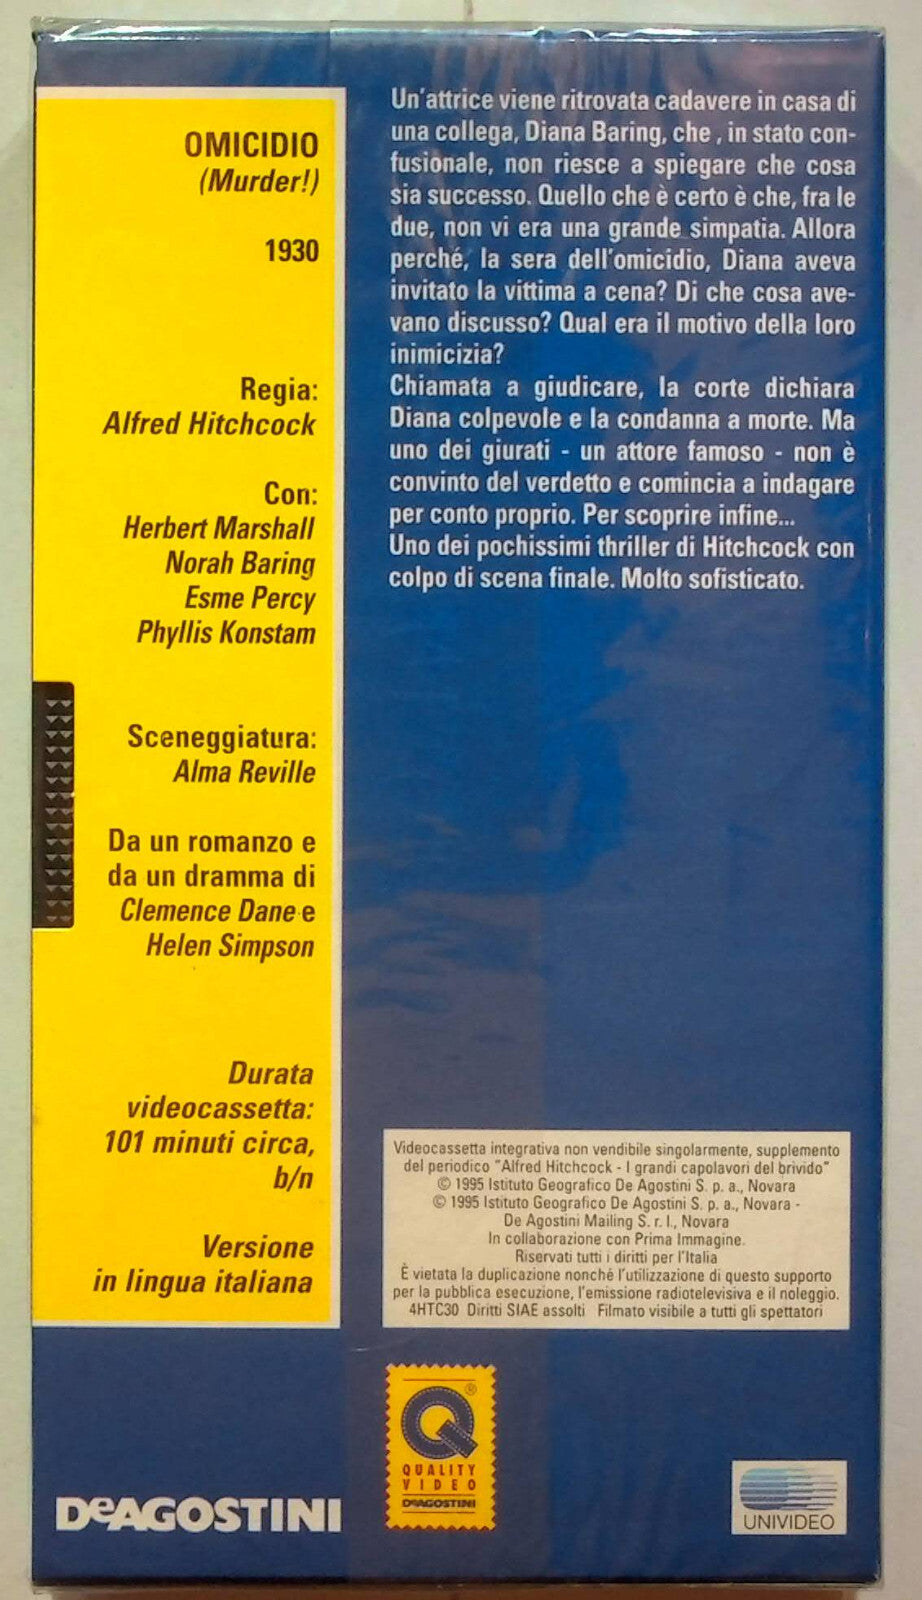 OMICIDIO
(Murder!)
1930
Regia:
Alfred Hitchcock
Con:
Herbert Marshall
Norah Baring
Esme Percy
Phyllis Konstam
Sceneggiatura:
Alma Reville
Da un romanzo e
da un dramma di
Clemence Dane e
Helen Simpson
Durata
videocassetta:
101 minuti circa,
b/n
Versione
in lingua italiana
Un'attrice viene ritrovata cadavere in casa di
una collega, Diana Baring, che , in stato con-
fusionale, non riesce a spiegare che cosa
sia successo. Quello che è certo è che, fra le
due, non vi era una grande simpatia. Allora
perché, la sera dell'omicidio, Diana aveva
invitato la vittima a cena? Di che cosa ave-
vano discusso? Qual era il motivo della loro
inimicizia?
Chiamata a giudicare, la corte dichiara
Diana colpevole e la condanna a morte. Ma
uno dei giurati - un attore famoso - non è
convinto del verdetto e comincia a indagare
per conto proprio. Per scoprire infine...
Uno dei pochissimi thriller di Hitchcock con
colpo di scena finale. Molto sofisticato.
Videocassetta integrativa non vendibile singolarmente, supplemento
del periodico "Alfred Hitchcock - I grandi capolavori del brivido"
© 1995 Istituto Geografico De Agostini S. p. a., Novara
© 1995 Istituto Geografico De Agostini S. p. a., Novara -
De Agostini Mailing S. r. l., Novara
In collaborazione con Prima Immagine.
Riservati tutti i diritti per l'Italia
È vietata la duplicazione nonché l'utilizzazione di questo supporto
per la pubblica esecuzione, l'emissione radiotelevisiva e il noleggio.
4HTC30 Diritti SIAE assolti Filmato visibile a tutti gli spettatori
DeAGOSTINI
Q®
QUALITY
VIDEO
DeAGOSTINI
UNIVIDEO